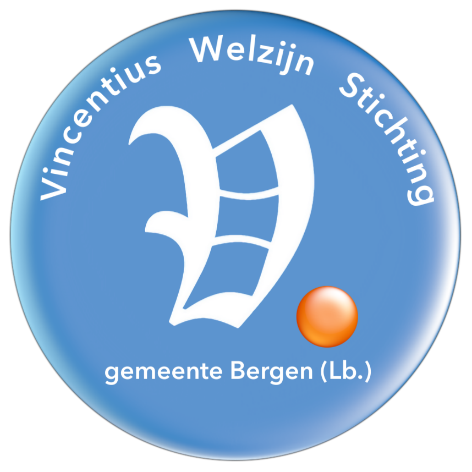 Vincentius Welzijn Stichting
V.
gemeente Bergen (Lb.)